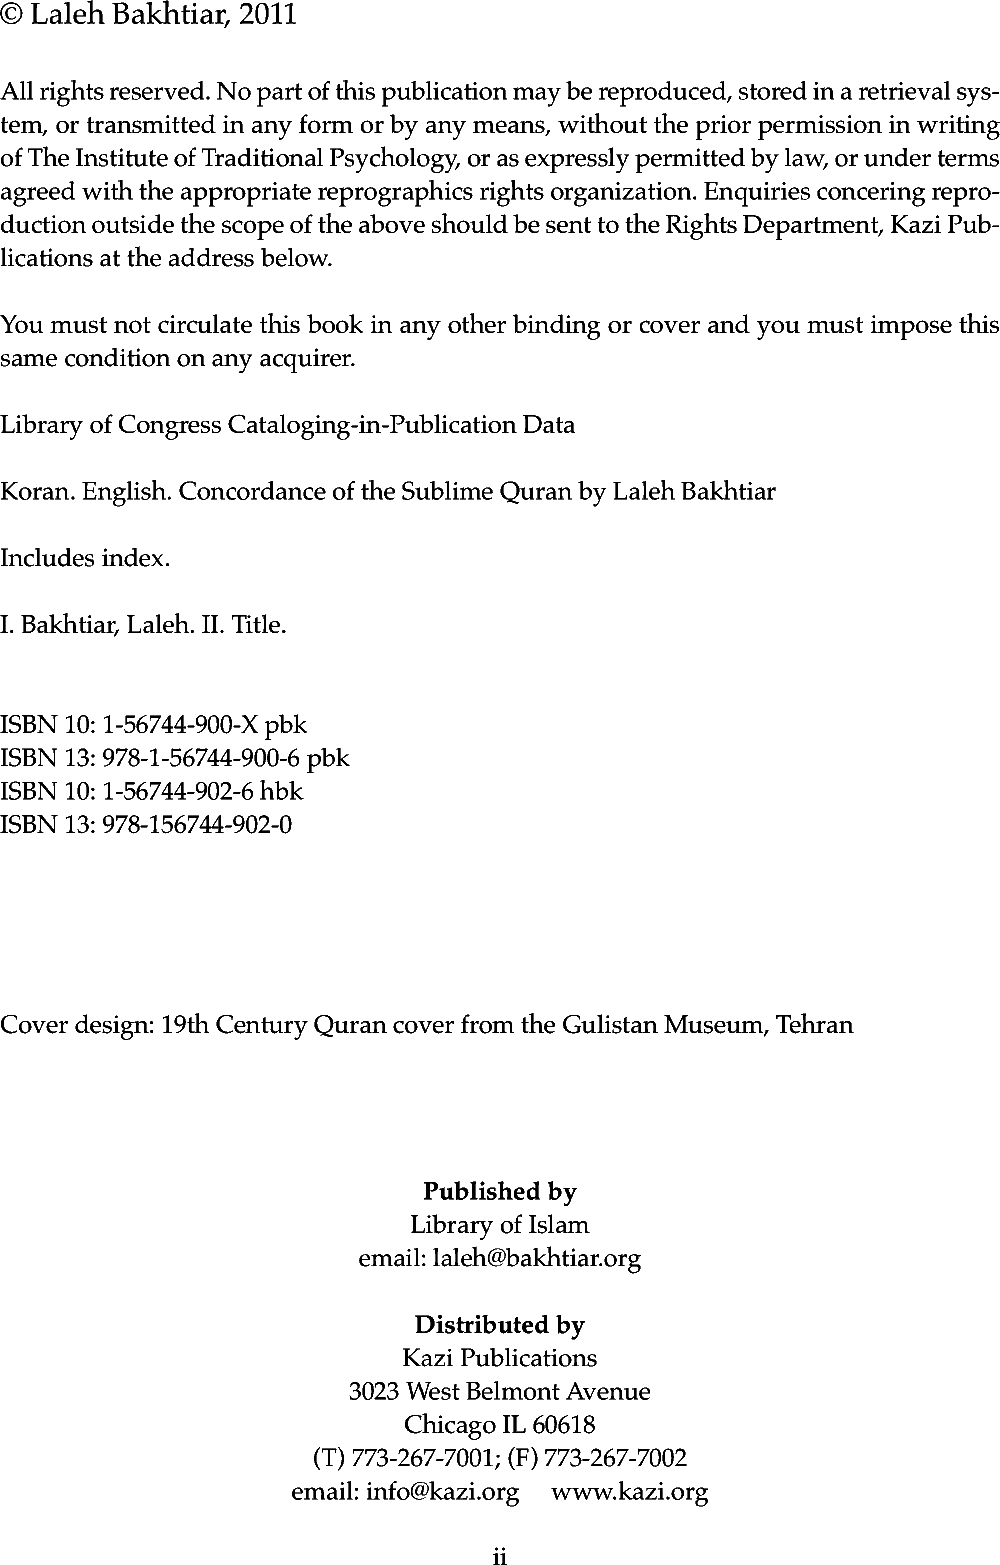 © Laleh Bakhtiar, 2011
All rights reserved. No part of this publication may be reproduced, stored in a retrieval sys-
tem, or transmitted in any form or by any means, without the prior permission in writing
of The Institute of Traditional Psychology, or as expressly permitted by law, or under terms
agreed with the appropriate reprographics rights organization. Enquiries concering repro-
duction outside the scope of the above should be sent to the Rights Department, Kazi Pub-
lications at the address below.
You must not circulate this book in any other binding or cover and you must impose this
same condition on any acquirer.
Library of Congress Cataloging-in-Publication Data
Koran. English. Concordance of the Sublime Quran by Laleh Bakhtiar
Includes index.
I. Bakhtiar, Laleh. II. Title.
ISBN 10: 1-56744-900-X pbk
ISBN 13: 978-1-56744-900-6 pbk
ISBN 10: 1-56744-902-6 hbk
ISBN 13: 978-156744-902-0
Cover design: 19th Century Quran cover from the Gulistan Museum, Tehran
Published by
Library of Islam
email: laleh@bakhtiar.org
Distributed by
Kazi Publications
3023 West Belmont Avenue
Chicago IL 60618
(T) 773-267-7001; (F) 773-267-7002
email: info@kazi.org www.kazi.org
ii